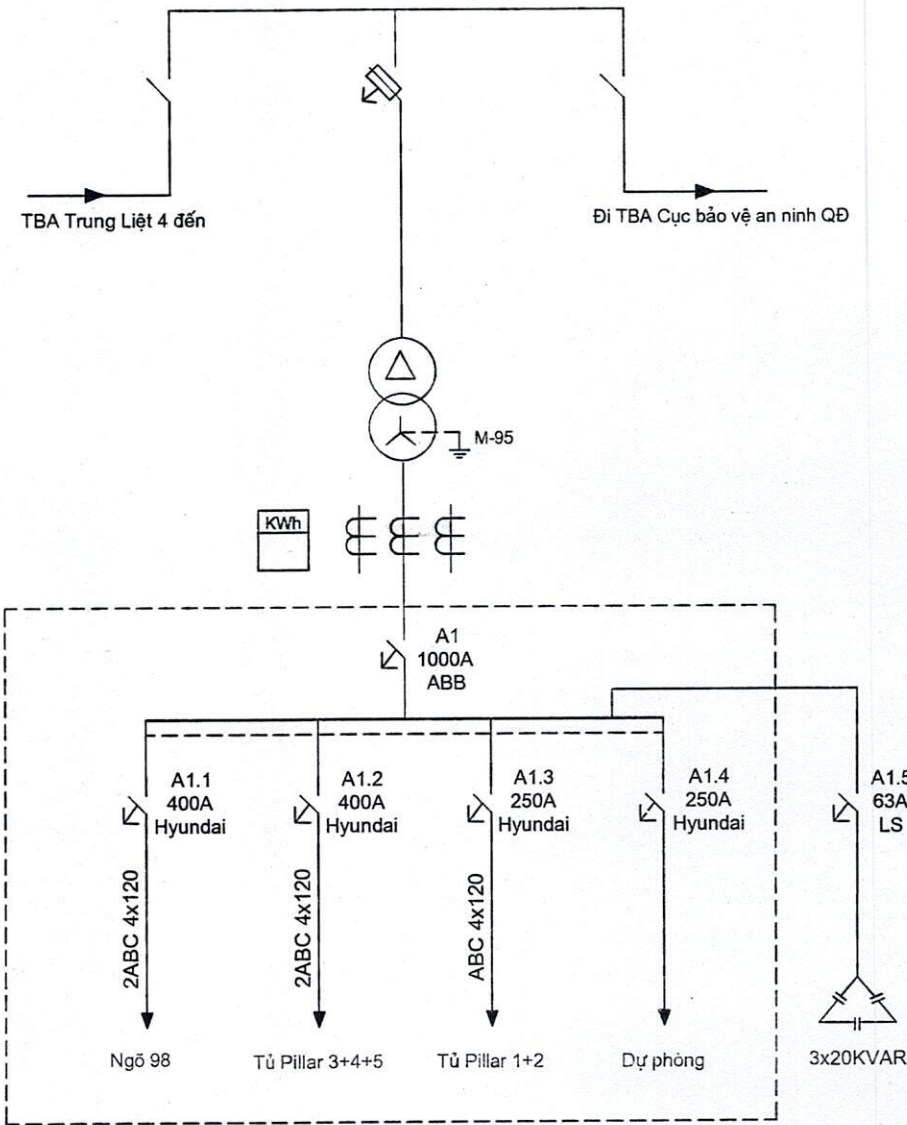 TBA Trung Liệt 4 đến
Đi TBA Cục bảo vệ an ninh QĐ
M-95
KWh
A1
1000A
ABB
A1.1
400A
Hyundai
A1.2
400A
Hyundai
A1.3
250A
Hyundai
A1.4
250A
Hyundai
A1.5
63A
LS
2ABC 4x120
2ABC 4x120
ABC 4x120
Ngõ 98
Tủ Pillar 3+4+5
Tủ Pillar 1+2
Dự phòng
3x20KVAR